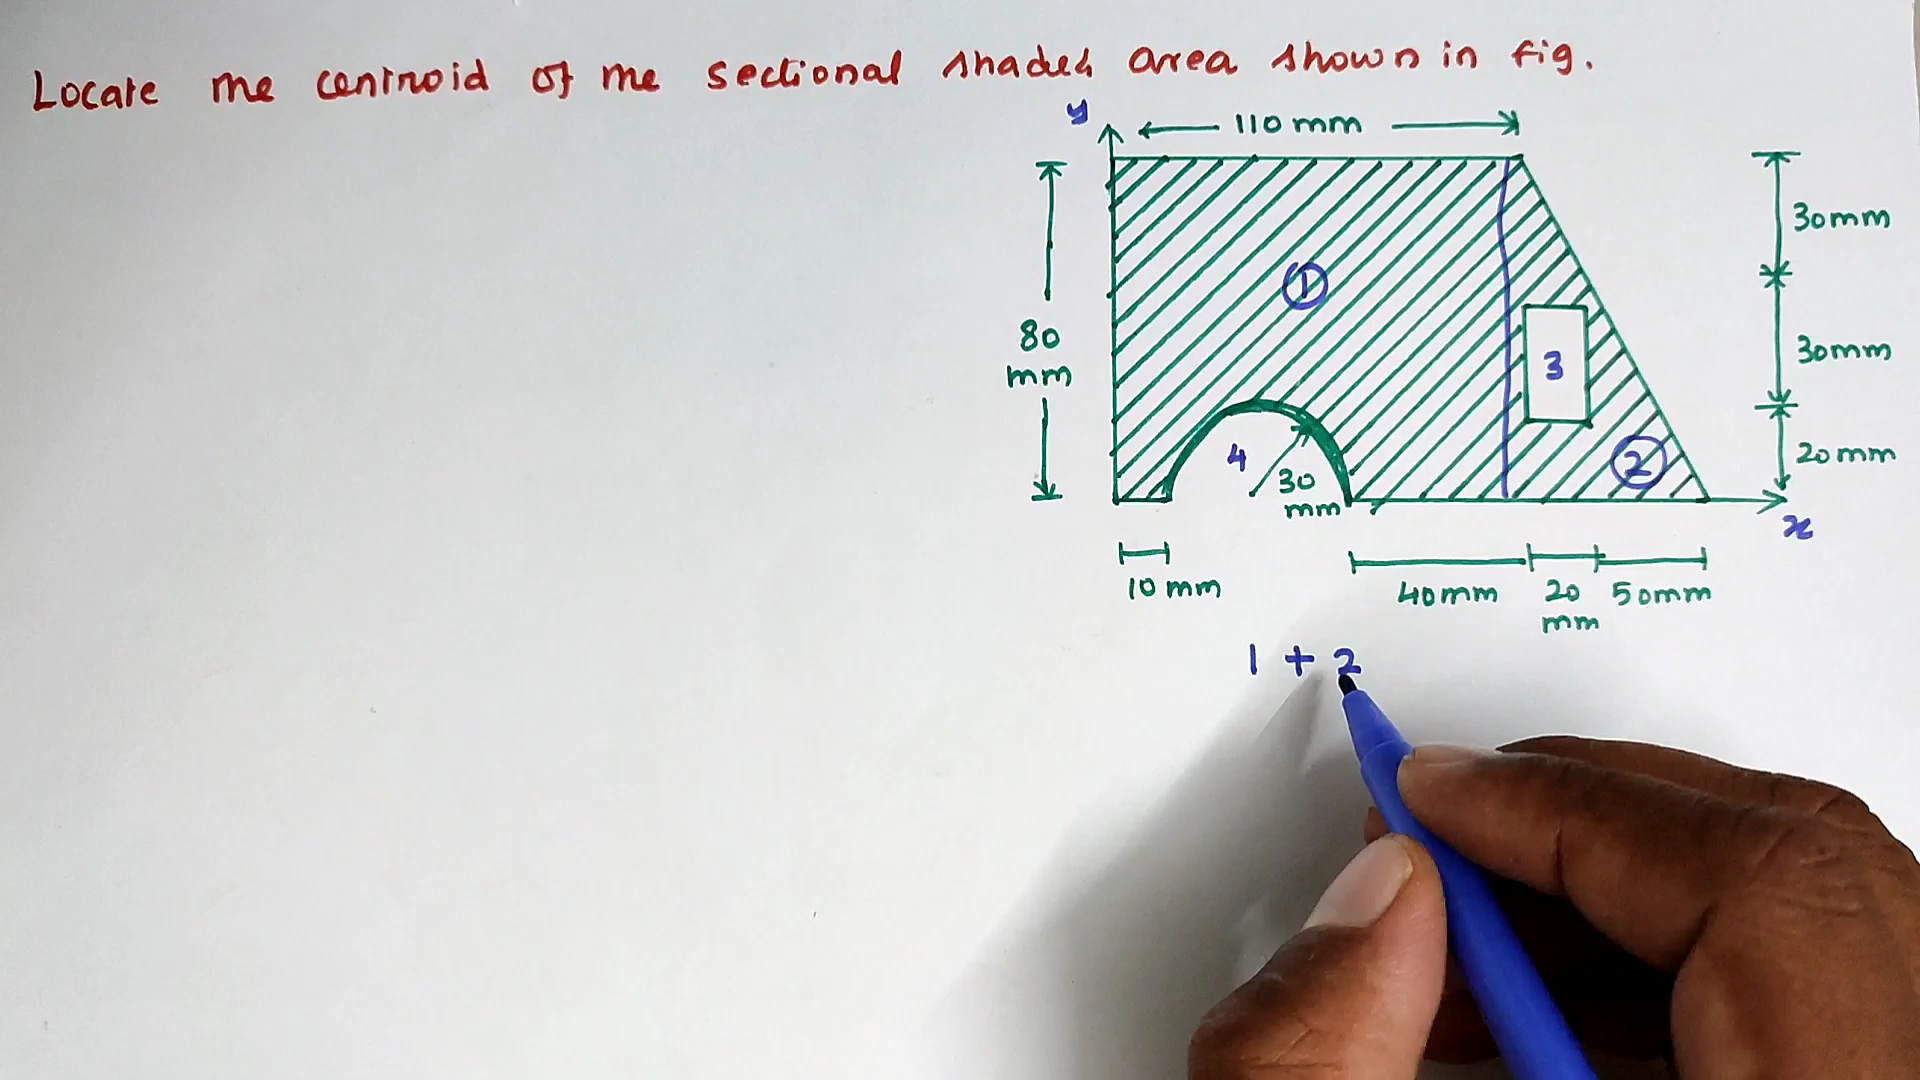 Locate the centroid of the sectional shaded area shown in fig.
y
110 mm
30mm
1
80
mm
3
30mm
4
2
20mm
30
mm
x
10 mm
40mm
20
mm
50mm
1 + 2